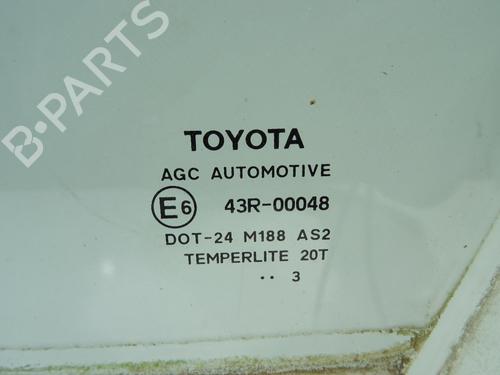 B-PARTS
TOYOTA
AGC AUTOMOTIVE
E6 43R-00048
DOT-24 M188 AS2
TEMPERLITE 20T
·· 3